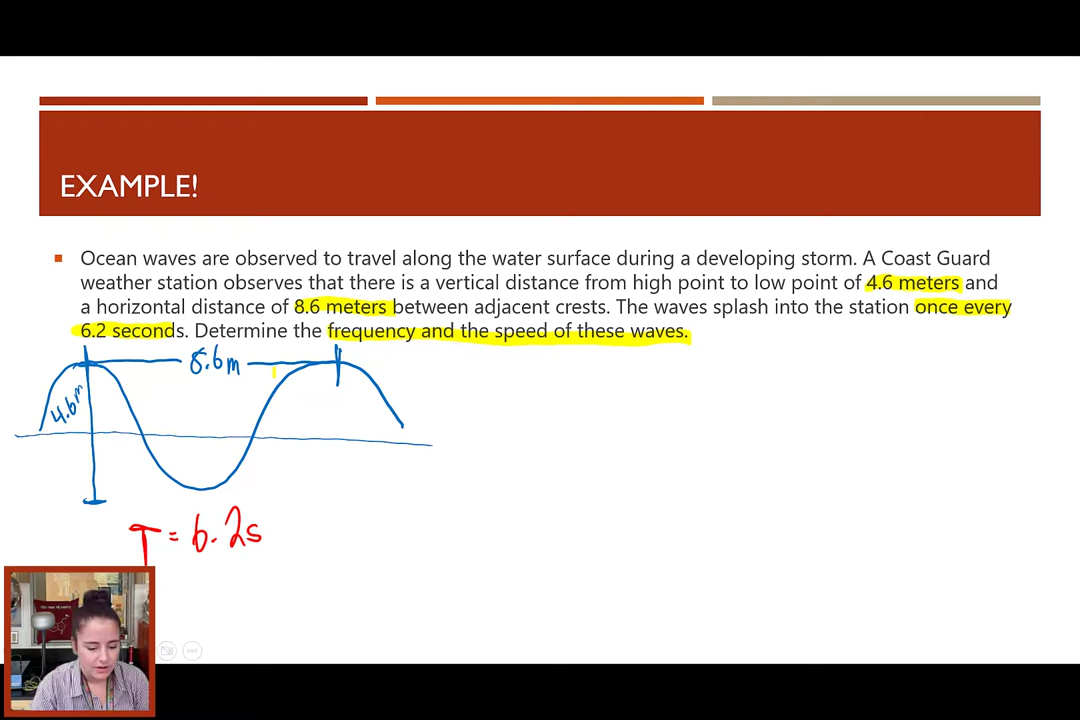 EXAMPLE!
Ocean waves are observed to travel along the water surface during a developing storm. A Coast Guard
weather station observes that there is a vertical distance from high point to low point of 4.6 meters and
a horizontal distance of 8.6 meters between adjacent crests. The waves splash into the station once every
6.2 seconds. Determine the frequency and the speed of these waves.
8.6m
4.6m
T = 6.2s